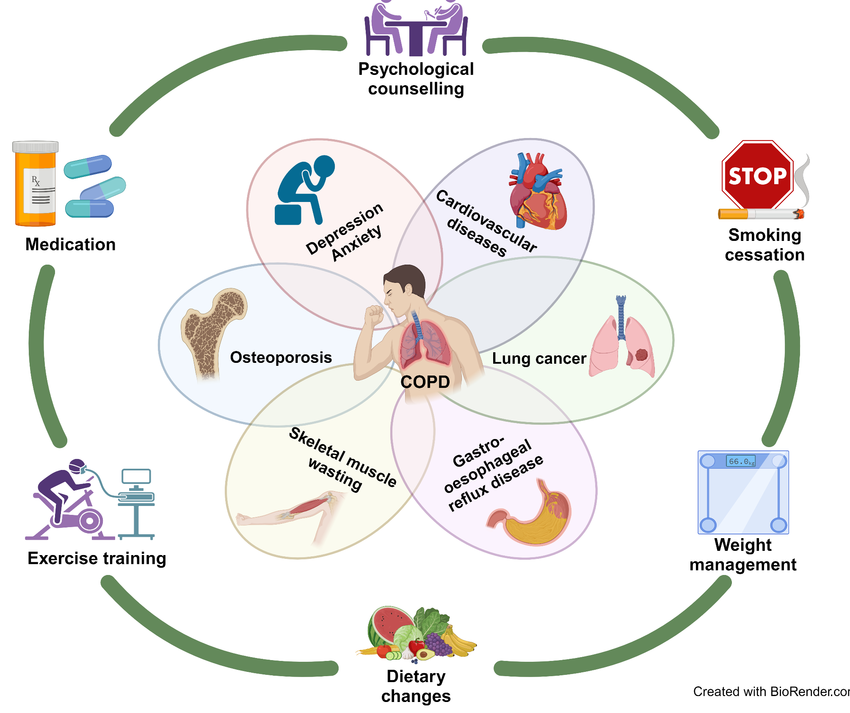 Psychological
counselling
Rx
STOP
Medication
Smoking
cessation
Depression
Anxiety
Cardiovascular
diseases
Osteoporosis
Lung cancer
COPD
Skeletal muscle
wasting
Gastro-
oesophageal
reflux disease
66.0
Exercise training
Weight
management
Dietary
changes
Created with BioRender.com